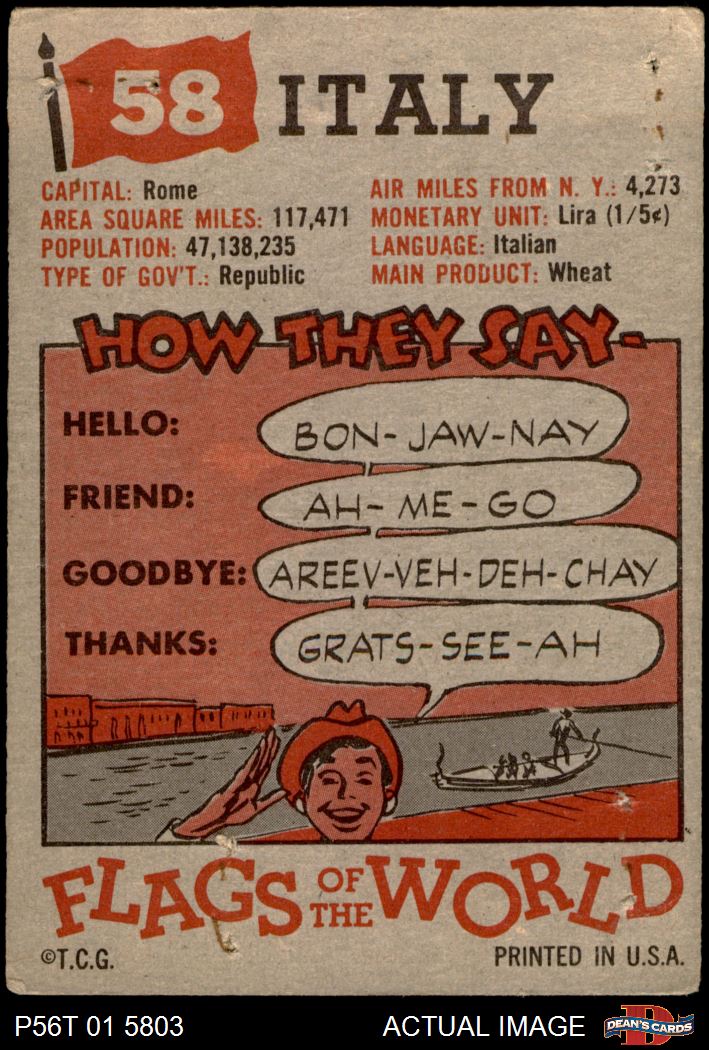 58 ITALY
CAPITAL: Rome
AREA SQUARE MILES: 117,471
POPULATION: 47,138,235
TYPE OF GOV'T.: Republic
AIR MILES FROM N. Y.: 4,273
MONETARY UNIT: Lira (1/5¢)
LANGUAGE: Italian
MAIN PRODUCT: Wheat
HOW THEY SAY-
HELLO: BON-JAW-NAY
FRIEND: AH-ME-GO
GOODBYE: AREEV-VEH-DEH-CHAY
THANKS: GRATS-SEE-AH
FLAGS OF THE WORLD
©T.C.G. PRINTED IN U.S.A.
P56T 01 5803 ACTUAL IMAGE D DEAN'S CARDS